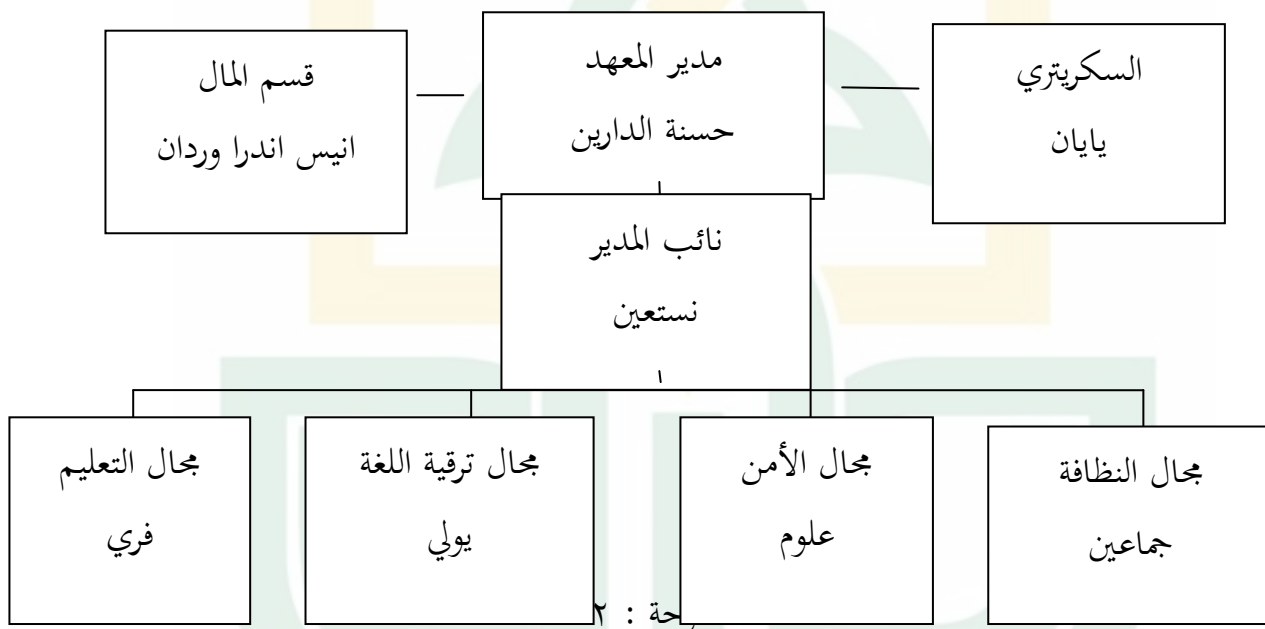 السكريتري
يايان
مدير المعهد
حسنة الدارين
قسم المال
انيس اندرا وردان
نائب المدير
نستعين
مجال النظافة
جماعين
مجال الأمن
علوم
مجال ترقية اللغة
يولي
مجال التعليم
فري
: ٢